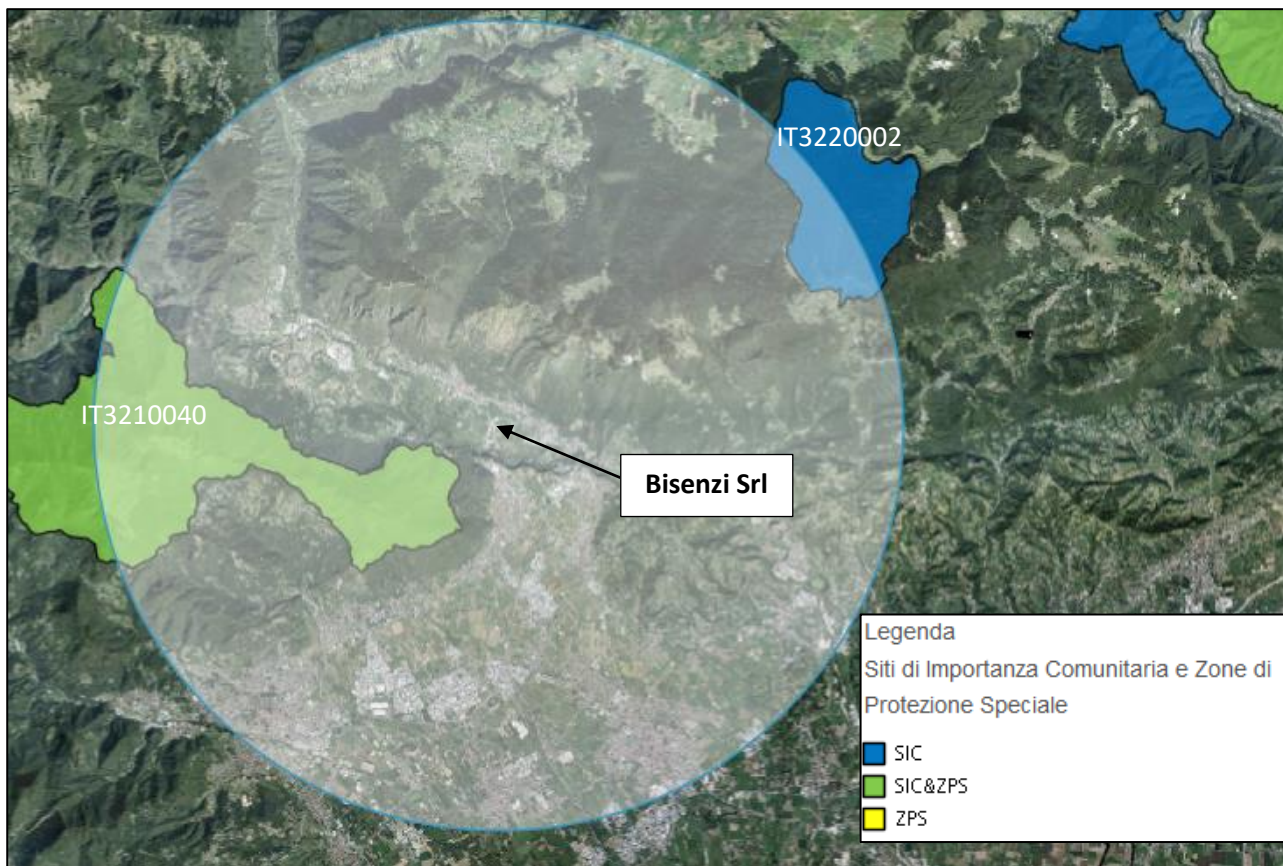 IT3220002
IT3210040
Bisenzi Srl
Legenda
Siti di Importanza Comunitaria e Zone di
Protezione Speciale
SIC
SIC&ZPS
ZPS